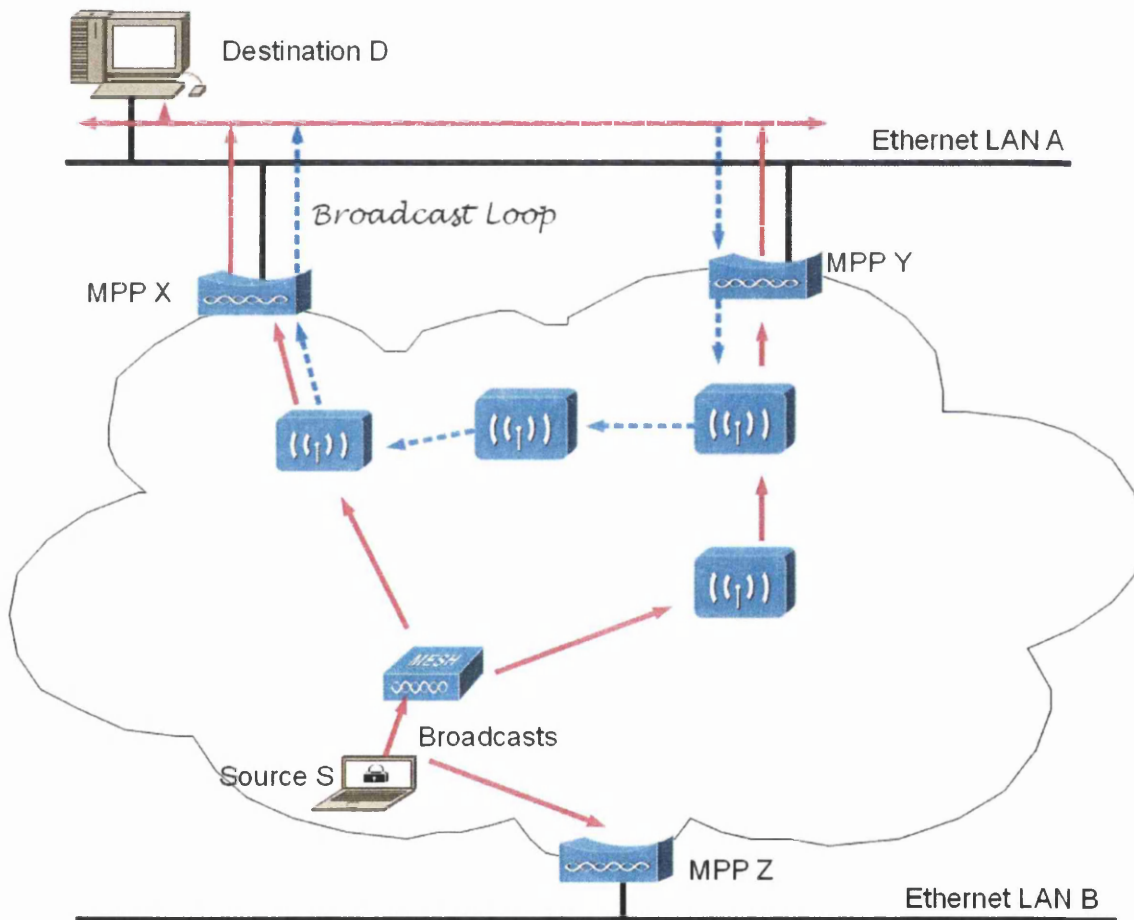 Destination D
Ethernet LAN A
Broadcast Loop
MPP X
MPP Y
MESH
Broadcasts
Source S
MPP Z
Ethernet LAN B